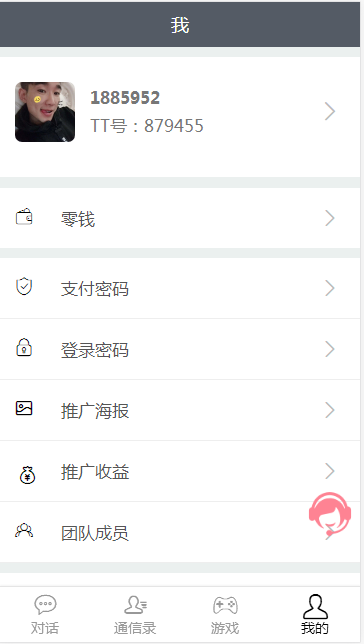 我
1885952
TT号：879455
零钱
支付密码
登录密码
推广海报
推广收益
团队成员
对话 通信录 游戏 我的